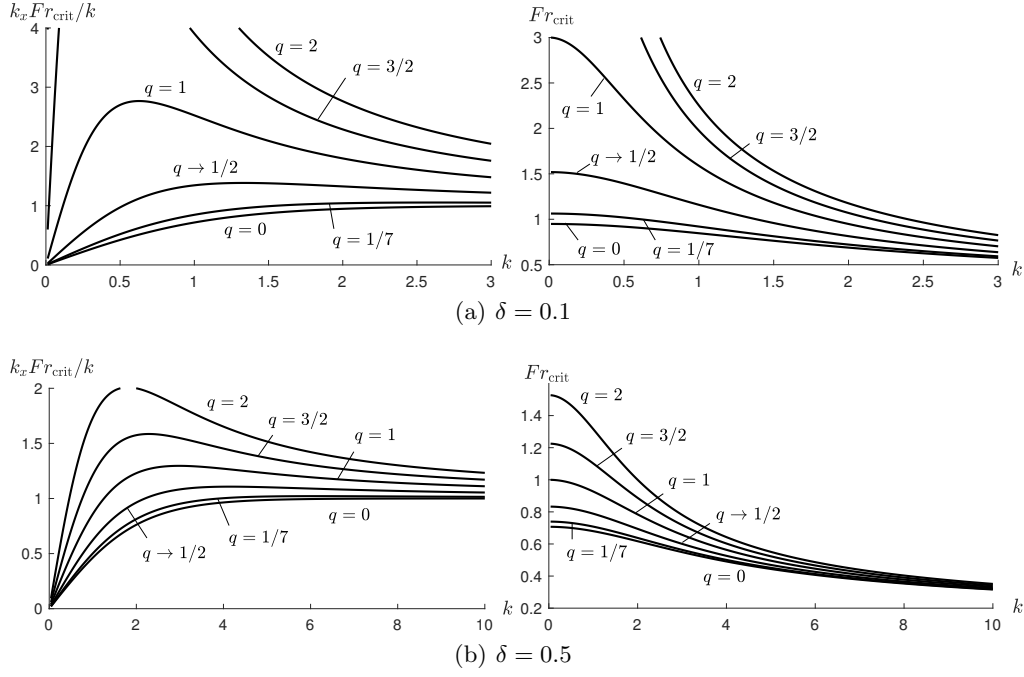 k_x Fr_crit/k
4
3
2
1
0
0 0.5 1 1.5 2 2.5 3
k
q = 2
q = 3/2
q = 1
q → 1/2
q = 0
q = 1/7
Fr_crit
3
2.5
2
1.5
1
0.5
0 0.5 1 1.5 2 2.5 3
k
q = 2
q = 1
q = 3/2
q → 1/2
q = 0
q = 1/7
(a) δ = 0.1
k_x Fr_crit/k
2
1.5
1
0.5
0
0 2 4 6 8 10
k
q = 2
q = 3/2
q = 1
q = 0
q = 1/7
q → 1/2
Fr_crit
1.4
1.2
1
0.8
0.6
0.4
0.2
0 2 4 6 8 10
k
q = 2
q = 3/2
q = 1
q → 1/2
q = 1/7
q = 0
(b) δ = 0.5